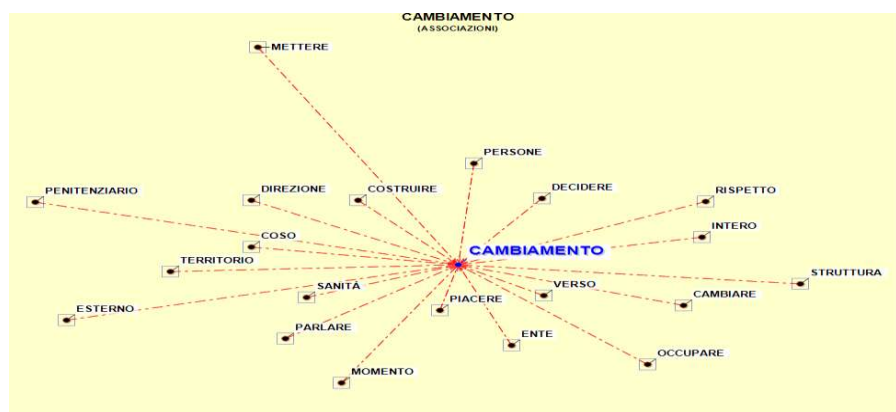 CAMBIAMENTO
(ASSOCIAZIONI)
METTERE
PERSONE
PENITENZIARIO
DIREZIONE
COSTRUIRE
DECIDERE
RISPETTO
INTERO
COSO
CAMBIAMENTO
TERRITORIO
STRUTTURA
SANITÁ
VERSO
CAMBIARE
PIACERE
ESTERNO
PARLARE
ENTE
OCCUPARE
MOMENTO